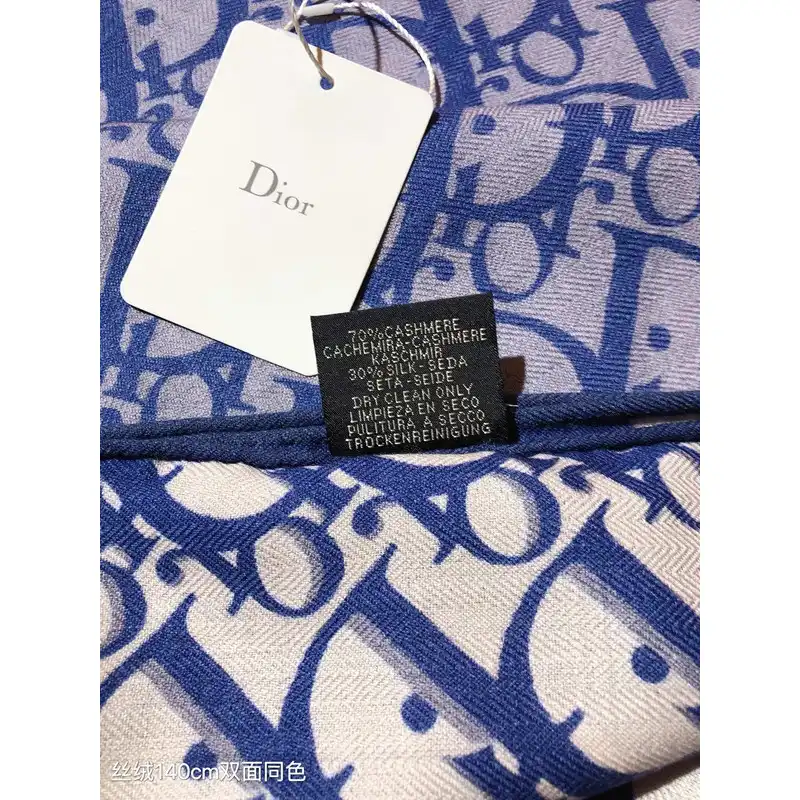 Dior
70%CASHMERE
CACHEMIRA-CASHMERE
KASCHMIR
30% SILK-SEDA
SETA-SEIDE
DRY CLEAN ONLY
LIMPIEZA EN SECO
PULITURA A SECCO
TROCKENREINIGUNG
丝绒140cm双面同色